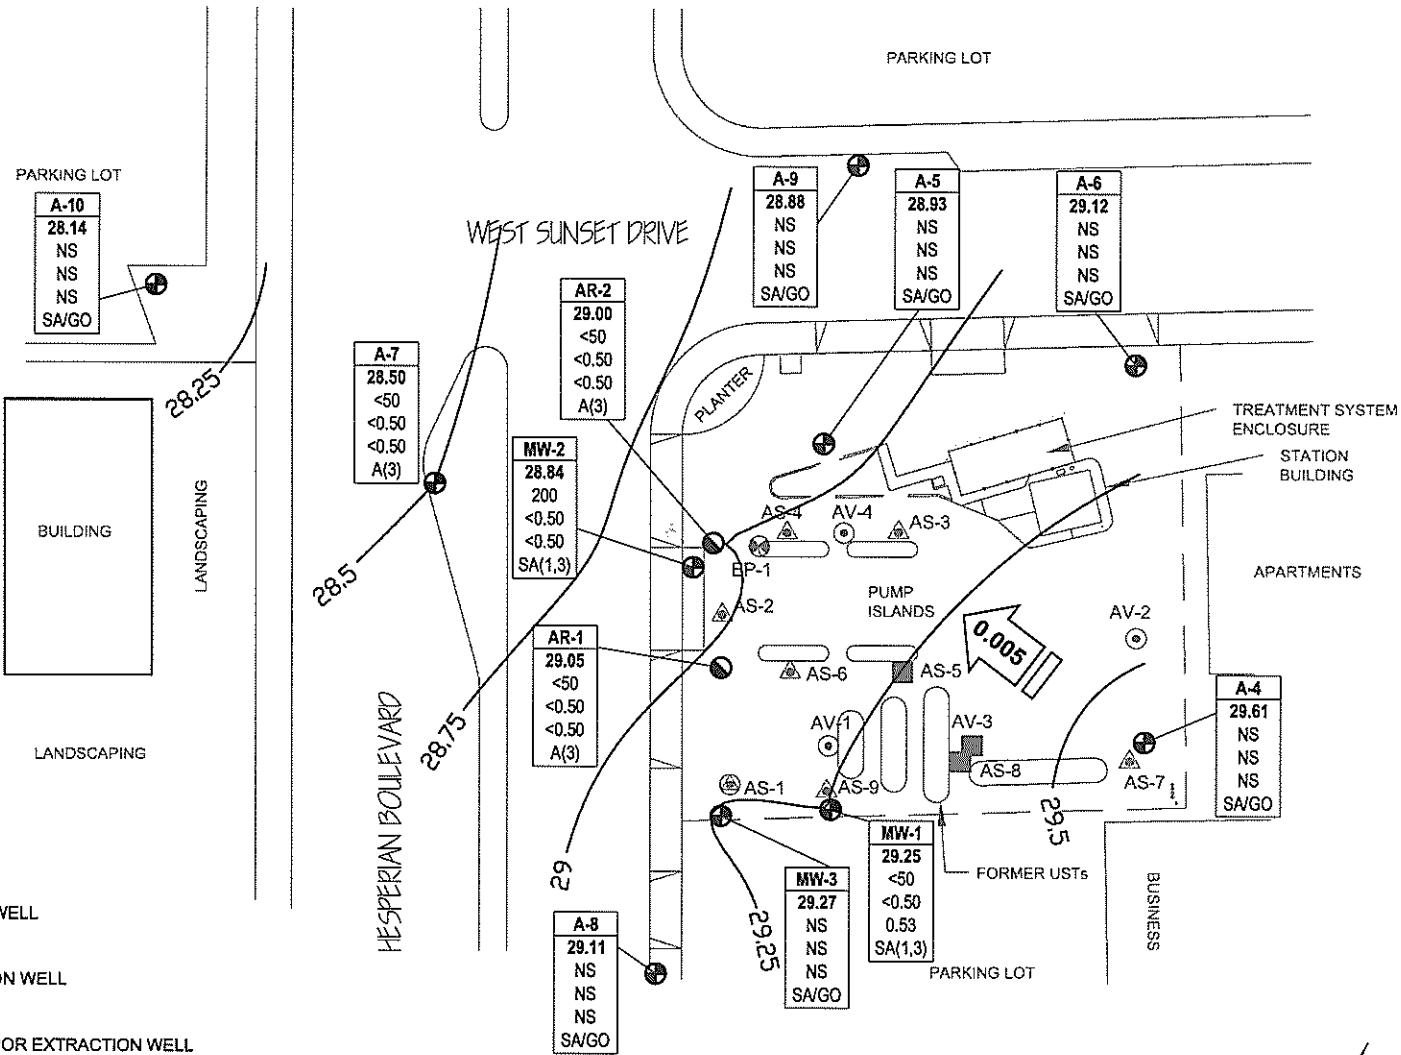 PARKING LOT
PARKING LOT
A-10
28.14
NS
NS
NS
SA/GO
WEST SUNSET DRIVE
A-9
28.88
NS
NS
NS
SA/GO
A-5
28.93
NS
NS
NS
SA/GO
A-6
29.12
NS
NS
NS
SA/GO
AR-2
29.00
<50
<0.50
<0.50
A(3)
A-7
28.50
<50
<0.50
<0.50
A(3)
28.25
PLANTER
TREATMENT SYSTEM
ENCLOSURE
STATION
BUILDING
MW-2
28.84
200
<0.50
<0.50
SA(1,3)
BUILDING
LANDSCAPING
28.5
AS-4
AV-4
AS-3
EP-1
APARTMENTS
AS-2
PUMP
ISLANDS
AV-2
0.005
AR-1
29.05
<50
<0.50
<0.50
A(3)
AS-6
AS-5
A-4
29.61
NS
NS
NS
SA/GO
LANDSCAPING
HESPERIAN BOULEVARD
28.75
AV-1
AV-3
AS-8
AS-7
AS-1
AS-9
29.5
29
MW-1
29.25
<50
<0.50
0.53
SA(1,3)
FORMER USTs
MW-3
29.27
NS
NS
NS
SA/GO
29.25
BUSINESS
A-8
29.11
NS
NS
NS
SA/GO
PARKING LOT
WELL
ON WELL
OR EXTRACTION WELL